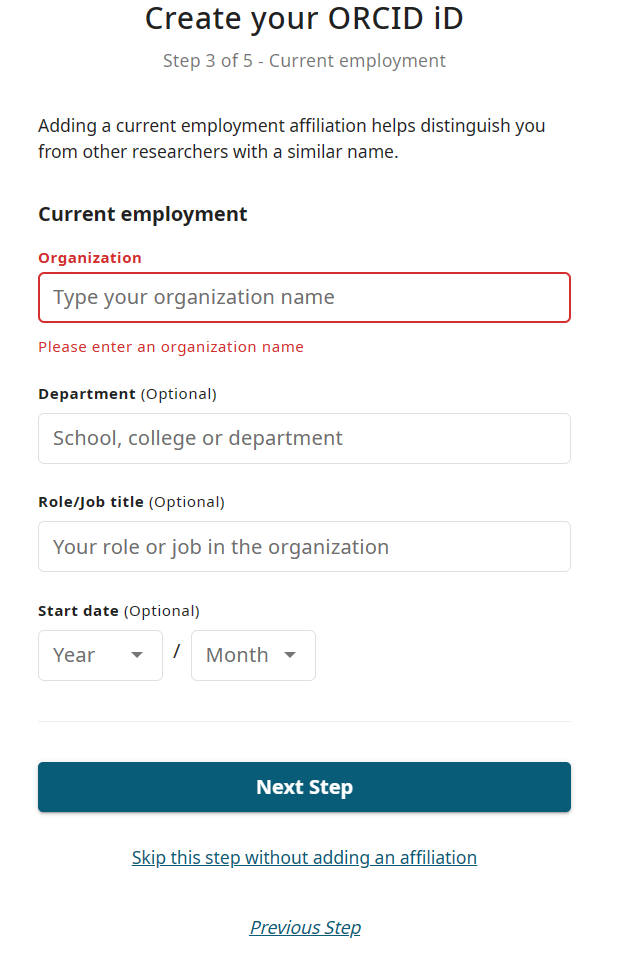 Create your ORCID iD
Step 3 of 5 - Current employment
Adding a current employment affiliation helps distinguish you
from other researchers with a similar name.
Current employment
Organization
Type your organization name
Please enter an organization name
Department (Optional)
School, college or department
Role/Job title (Optional)
Your role or job in the organization
Start date (Optional)
Year / Month
Next Step
Skip this step without adding an affiliation
Previous Step